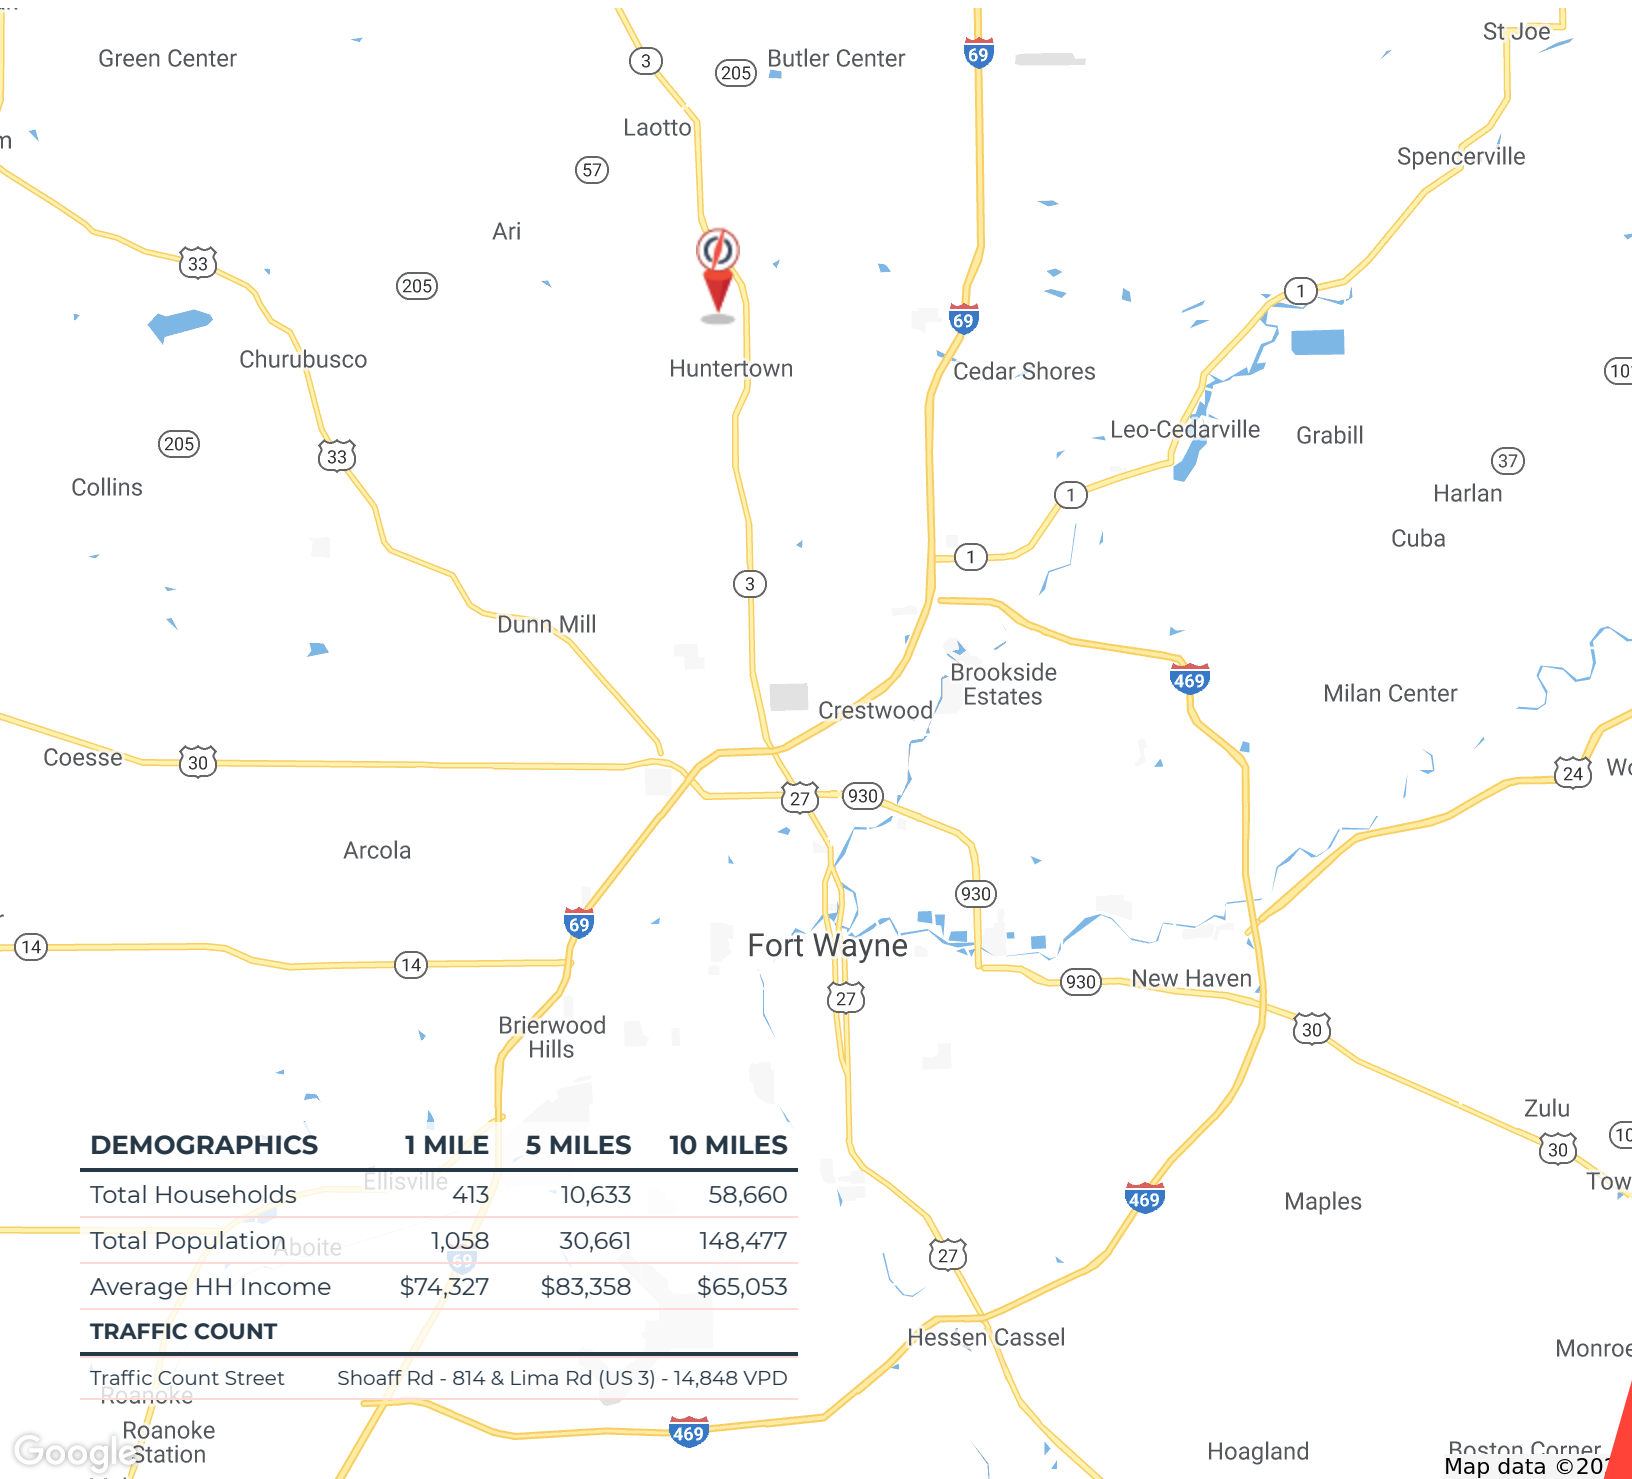 St Joe
Green Center
3
205
Butler Center
69
Laotto
57
Spencerville
Ari
33
205
1
69
Churubusco
Huntertown
Cedar Shores
205
33
Leo-Cedarville
Grabill
37
Collins
1
Harlan
Cuba
1
3
Dunn Mill
Brookside
Estates
469
Milan Center
Crestwood
Coesse
30
24
27
930
Arcola
930
69
14
14
Fort Wayne
930
New Haven
27
30
Brierwood
Hills
Zulu
30
DEMOGRAPHICS 1 MILE 5 MILES 10 MILES
Ellisville
Total Households 413 10,633 58,660
469
Maples
Total Population 1,058 30,661 148,477
Aboite
69
27
Average HH Income $74,327 $83,358 $65,053
TRAFFIC COUNT
Hessen Cassel
Traffic Count Street Shoaff Rd - 814 & Lima Rd (US 3) - 14,848 VPD
Roanoke
Roanoke
Station
469
Google
Hoagland
Boston Corner
Map data ©20